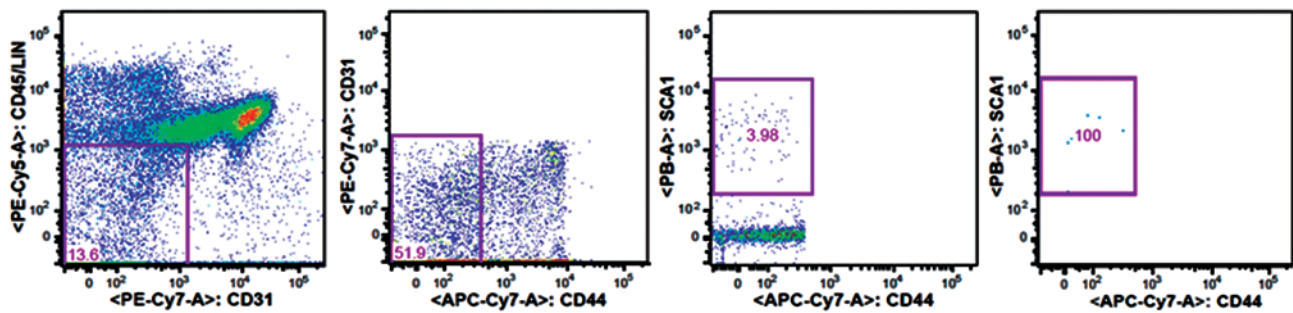 10⁵
10⁴
10³
10²
0
<PE-Cy5-A>: CD45/LIN
13.6
0 10² 10³ 10⁴ 10⁵
<PE-Cy7-A>: CD31
10⁵
10⁴
10³
10²
0
<PE-Cy7-A>: CD31
51.9
0 10² 10³ 10⁴ 10⁵
<APC-Cy7-A>: CD44
10⁵
10⁴
10³
10²
0
<PB-A>: SCA1
3.98
0 10² 10³ 10⁴ 10⁵
<APC-Cy7-A>: CD44
10⁵
10⁴
10³
10²
0
<PB-A>: SCA1
100
0 10² 10³ 10⁴ 10⁵
<APC-Cy7-A>: CD44